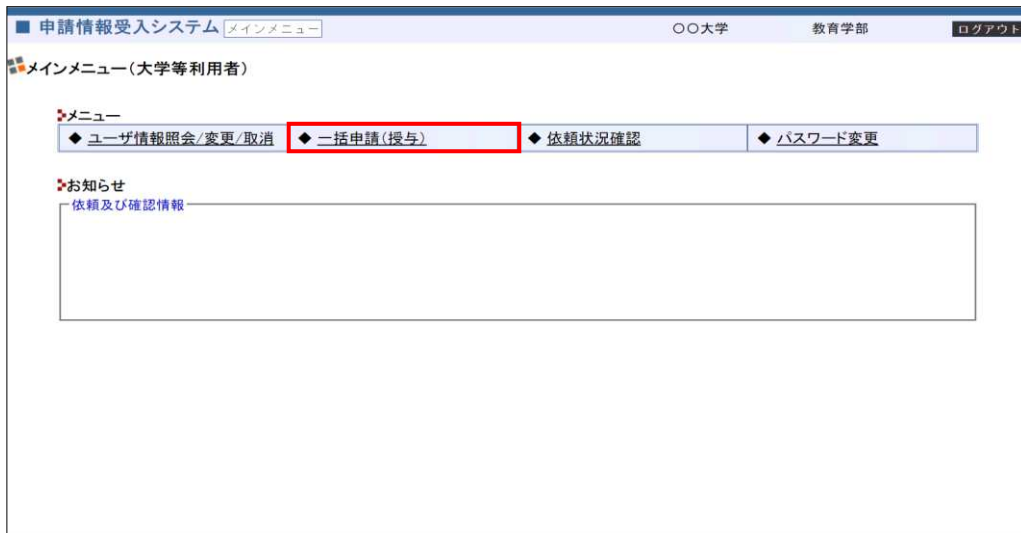 ■ 申請情報受入システム メインメニュー ○○大学 教育学部 ログアウト
メインメニュー(大学等利用者)
メニュー
◆ ユーザ情報照会/変更/取消 ◆ 一括申請(授与) ◆ 依頼状況確認 ◆ パスワード変更
お知らせ
依頼及び確認情報